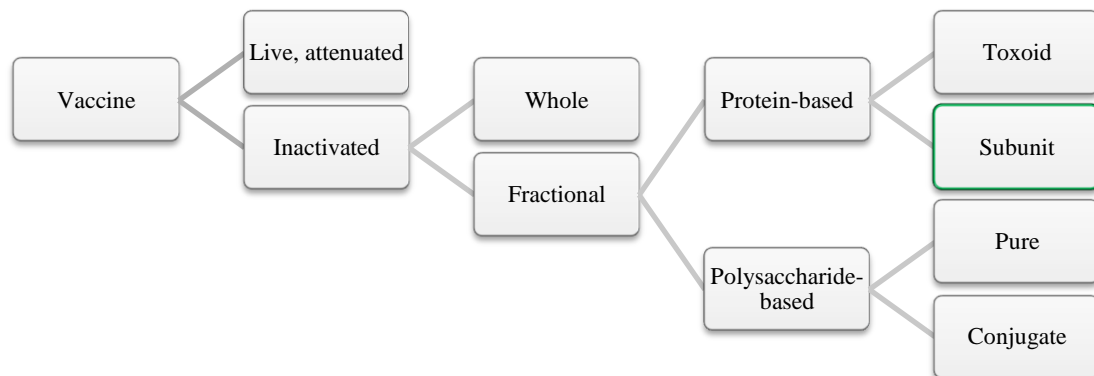 Vaccine
Live, attenuated
Inactivated
Whole
Fractional
Protein-based
Polysaccharide-
based
Toxoid
Subunit
Pure
Conjugate